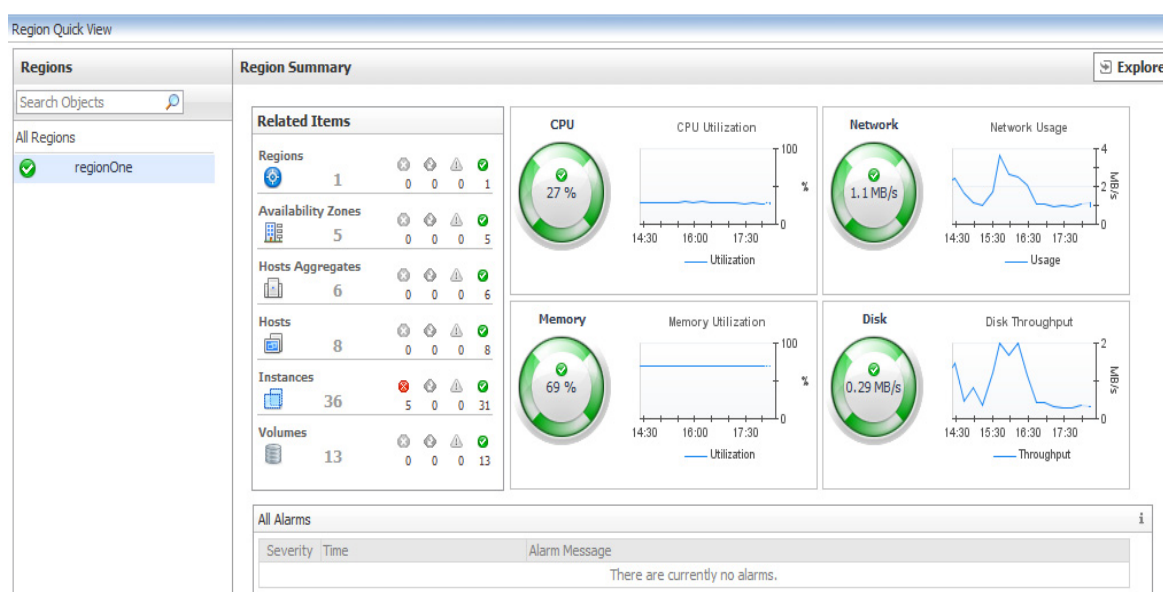 Region Quick View
Regions
Search Objects
All Regions
regionOne
Region Summary
Explore
Related Items
Regions
1 0 0 0 1
Availability Zones
5 0 0 0 5
Hosts Aggregates
6 0 0 0 6
Hosts
8 0 0 0 8
Instances
36 5 0 0 31
Volumes
13 0 0 0 13
CPU
27 %
CPU Utilization
100
%
0
14:30 16:00 17:30
Utilization
Network
1.1 MB/s
Network Usage
4
2
MB/s
0
14:30 15:30 16:30 17:30
Usage
Memory
69 %
Memory Utilization
100
%
0
14:30 16:00 17:30
Utilization
Disk
0.29 MB/s
Disk Throughput
2
MB/s
0
14:30 15:30 16:30 17:30
Throughput
All Alarms
i
Severity Time Alarm Message
There are currently no alarms.